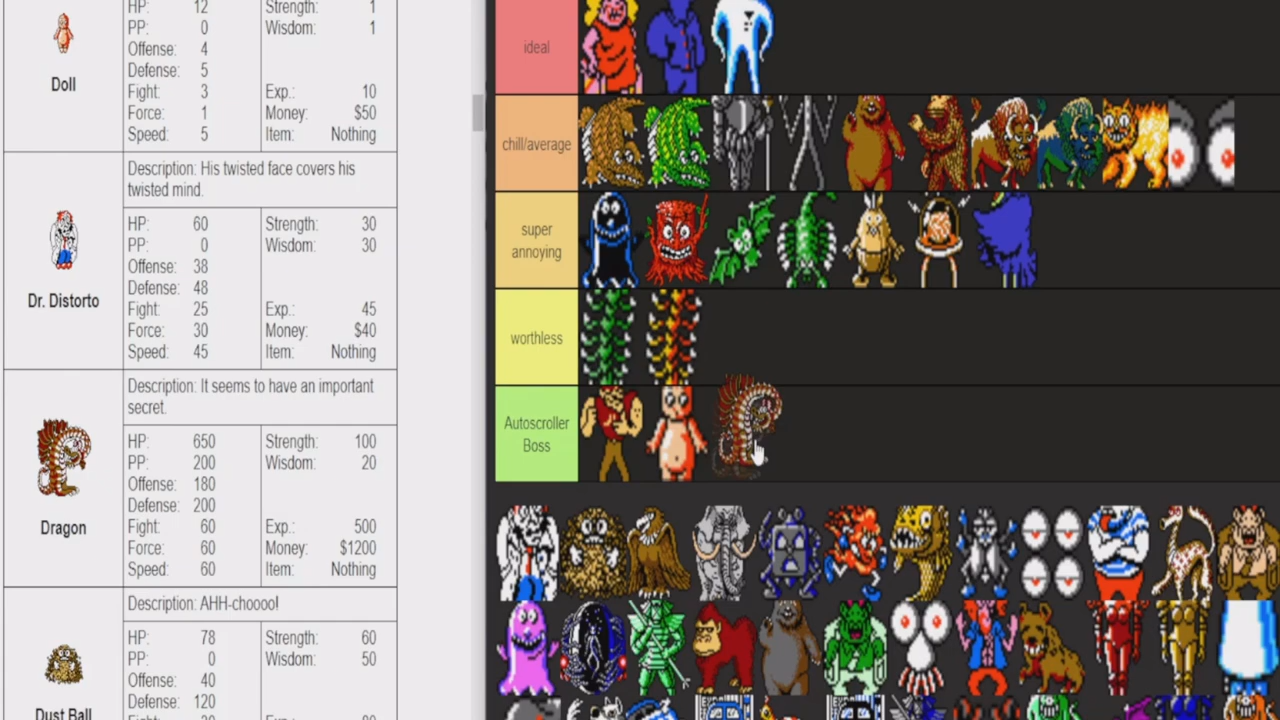 HP: 12 Strength: 1
PP: 0 Wisdom: 1
Offense: 4
Defense: 5
Fight: 3 Exp.: 10
Force: 1 Money: $50
Speed: 5 Item: Nothing
Doll
Description: His twisted face covers his
twisted mind.
HP: 60 Strength: 30
PP: 0 Wisdom: 30
Offense: 38
Defense: 48
Fight: 25 Exp.: 45
Force: 30 Money: $40
Speed: 45 Item: Nothing
Dr. Distorto
Description: It seems to have an important
secret.
HP: 650 Strength: 100
PP: 200 Wisdom: 20
Offense: 180
Defense: 200
Fight: 60 Exp.: 500
Force: 60 Money: $1200
Speed: 60 Item: Nothing
Dragon
Description: AHH-choooo!
HP: 78 Strength: 60
PP: 0 Wisdom: 50
Offense: 40
Defense: 120
Dust Ball
ideal
chill/average
super
annoying
worthless
Autoscroller
Boss